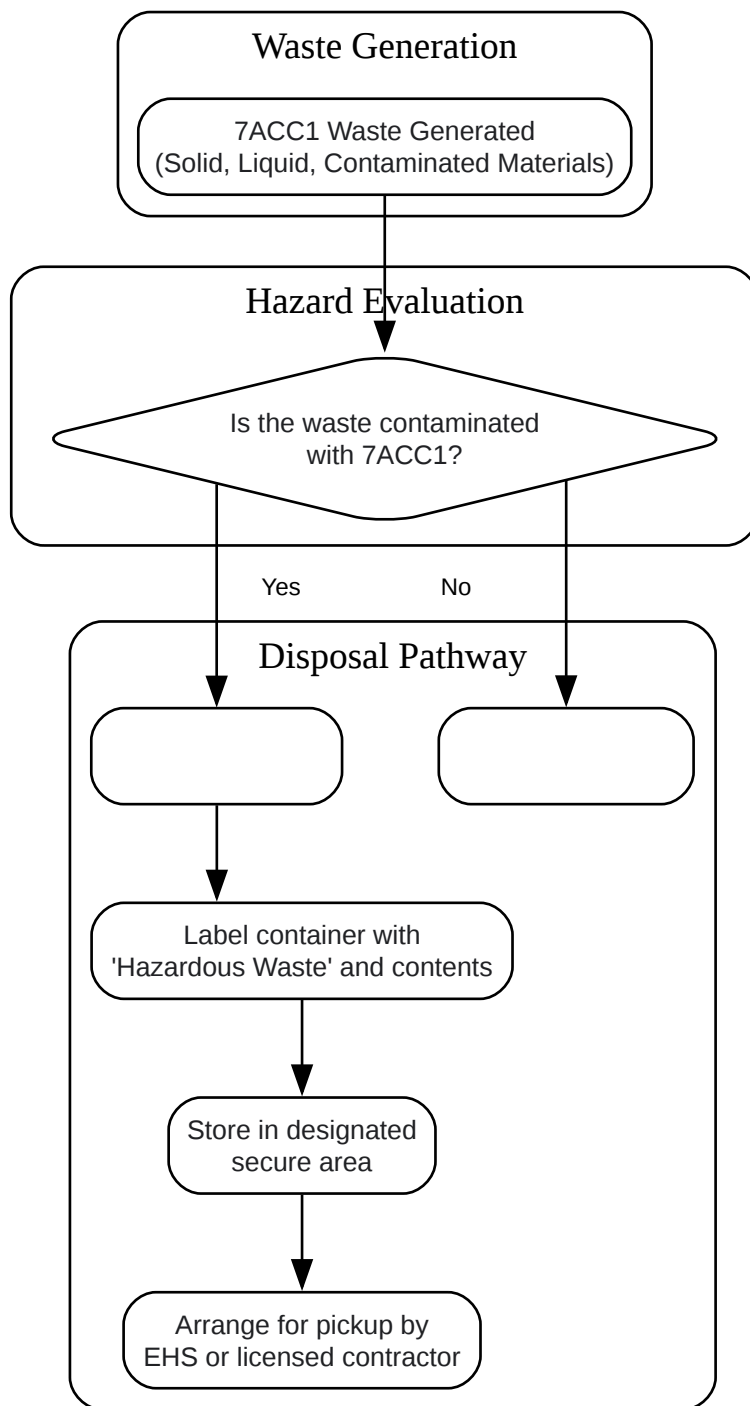 Waste Generation
7ACC1 Waste Generated
(Solid, Liquid, Contaminated Materials)
Hazard Evaluation
Is the waste contaminated
with 7ACC1?
Yes
No
Disposal Pathway
Label container with
'Hazardous Waste' and contents
Store in designated
secure area
Arrange for pickup by
EHS or licensed contractor